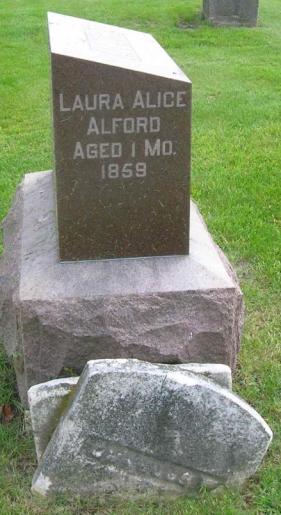 LAURA ALICE
ALFORD
AGED 1 MO.
1859